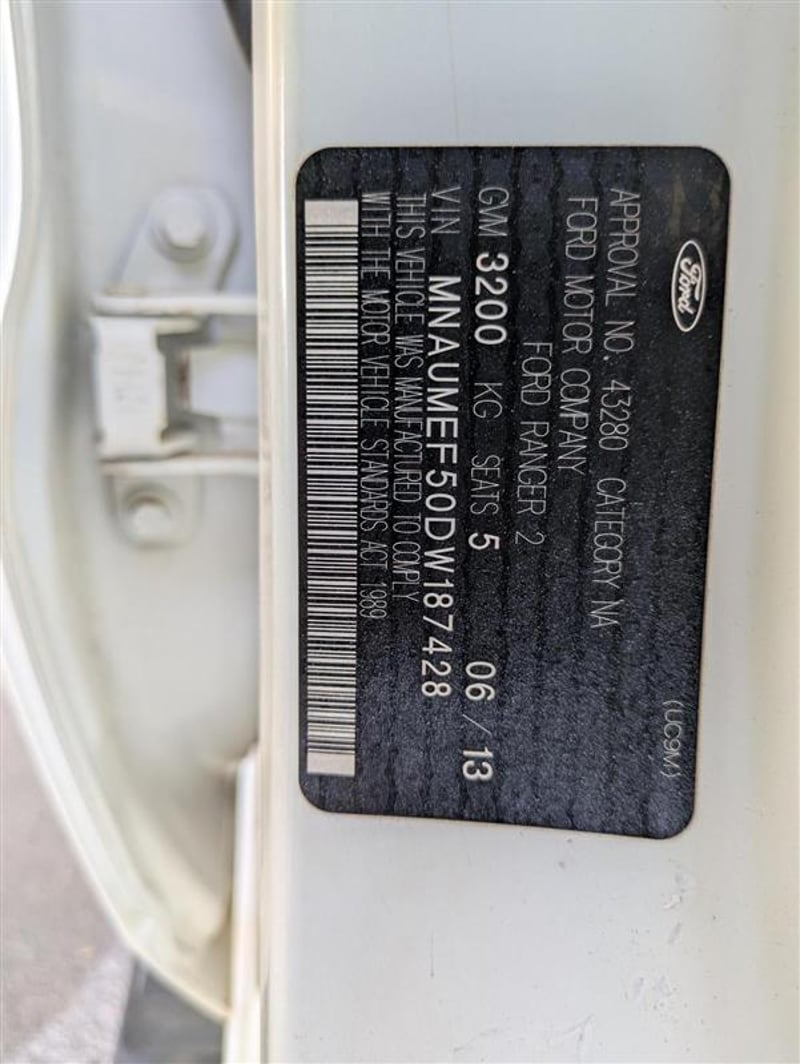 Ford
(UC9M)
APPROVAL NO. 43280 CATEGORY NA
FORD MOTOR COMPANY
FORD RANGER 2
GVM 3200 KG SEATS 5 06 / 13
VIN MNAUMEF50DW187428
THIS VEHICLE WAS MANUFACTURED TO COMPLY
WITH THE MOTOR VEHICLE STANDARDS ACT 1989